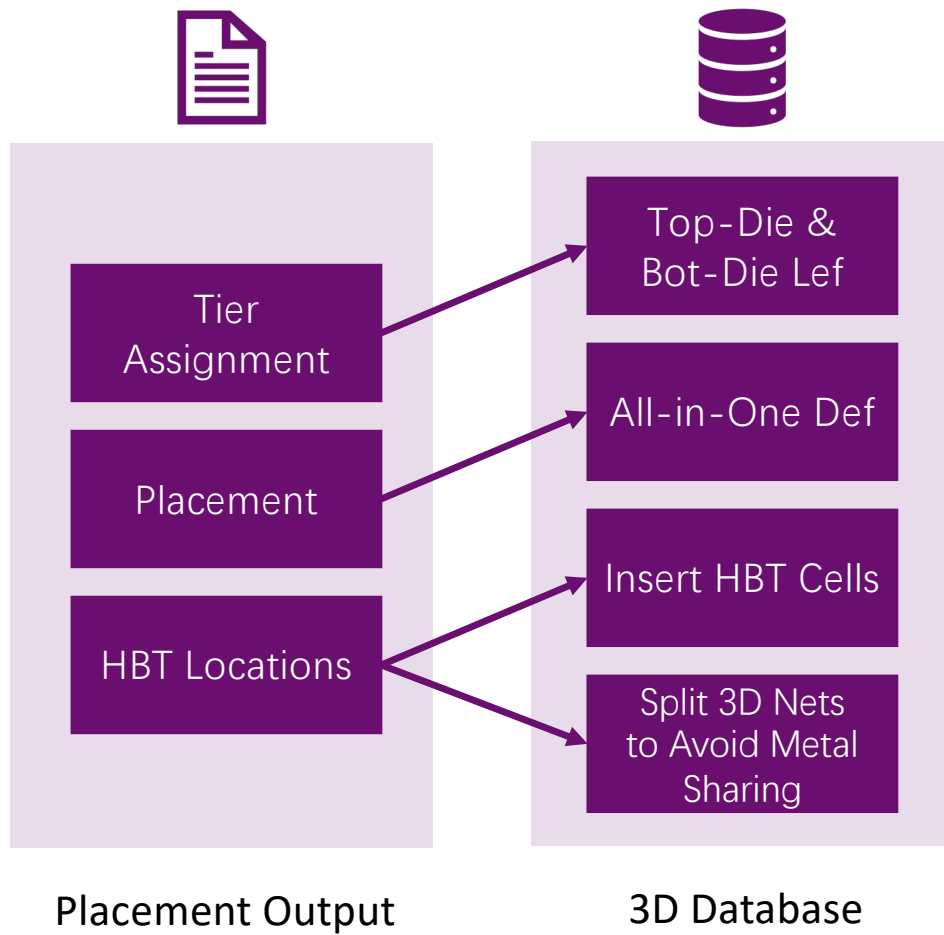 Tier
Assignment
Placement
HBT Locations
Placement Output
Top-Die &
Bot-Die Lef
All-in-One Def
Insert HBT Cells
Split 3D Nets
to Avoid Metal
Sharing
3D Database